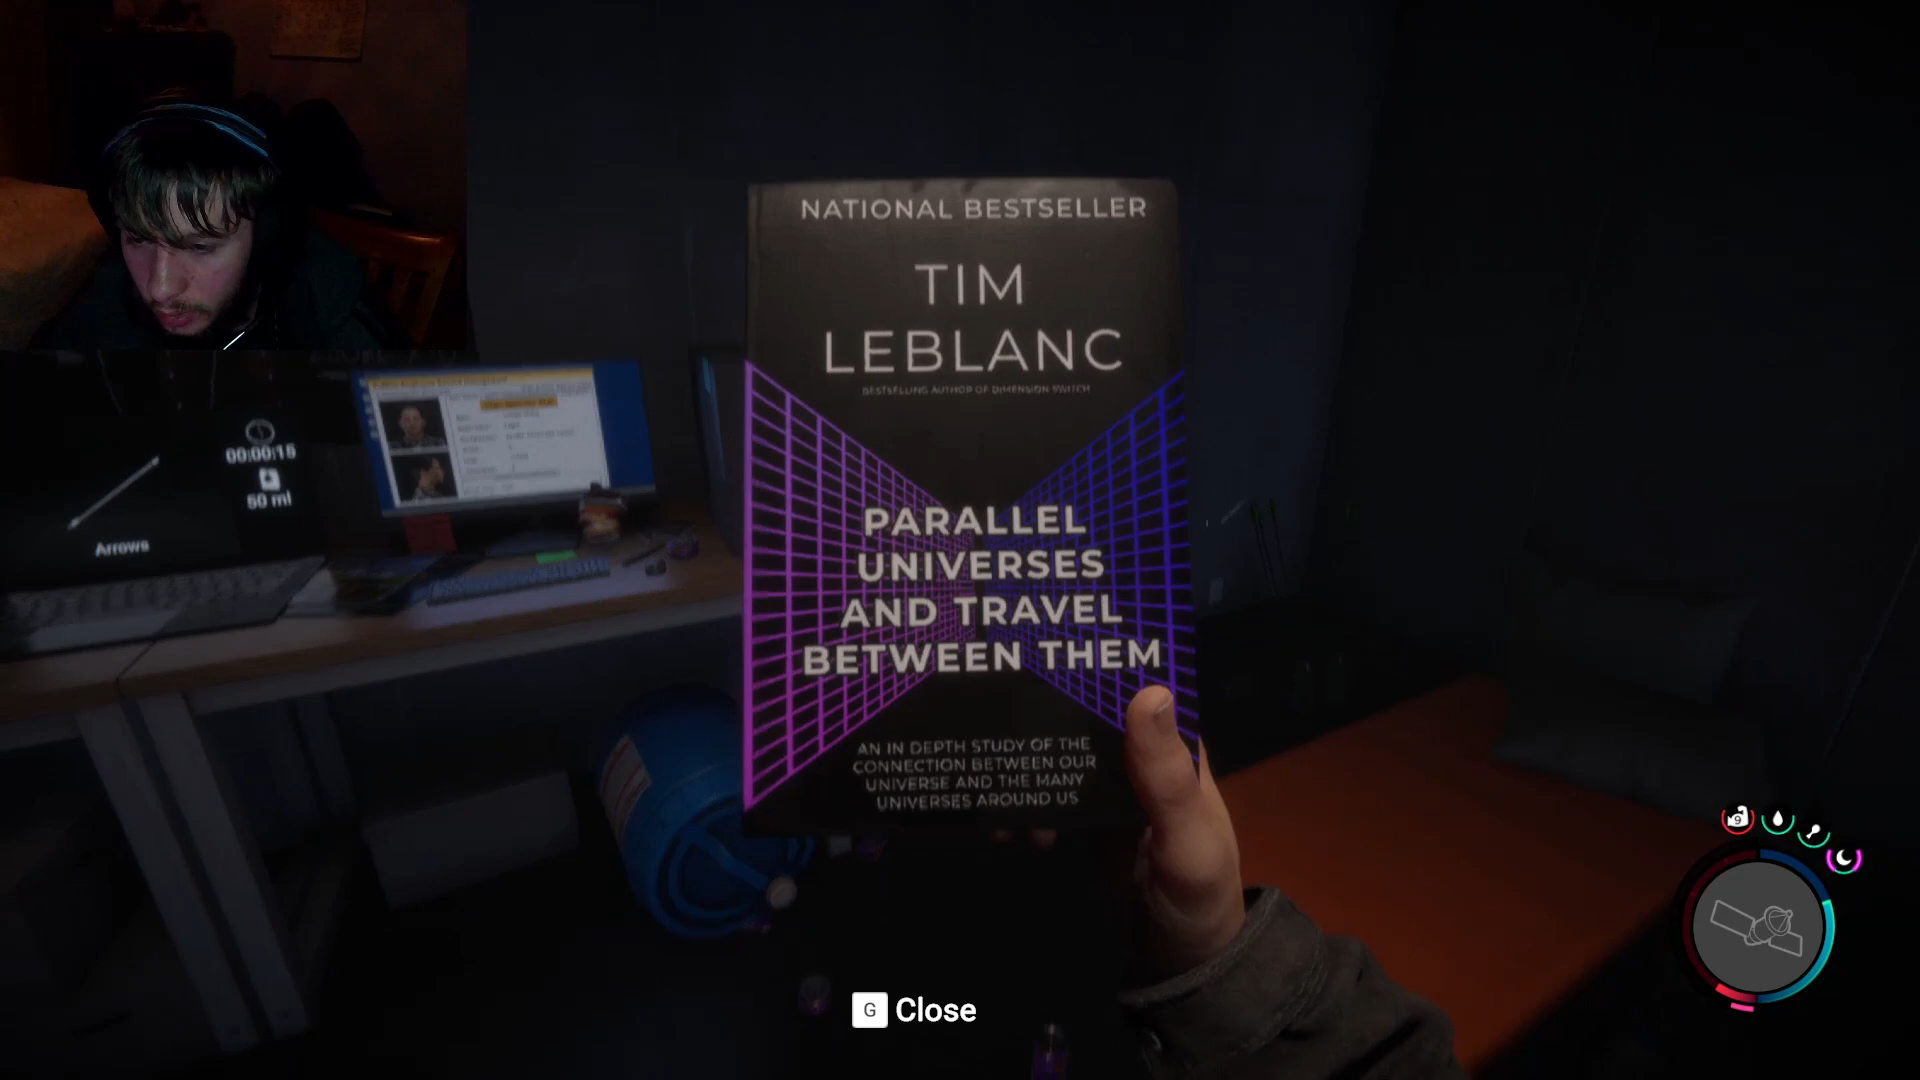 NATIONAL BESTSELLER
TIM
LEBLANC
BESTSELLING AUTHOR OF DIMENSION SWITCH
PARALLEL
UNIVERSES
AND TRAVEL
BETWEEN THEM
AN IN DEPTH STUDY OF THE
CONNECTION BETWEEN OUR
UNIVERSE AND THE MANY
UNIVERSES AROUND US
00:00:15
50 ml
Arrows
9
G Close